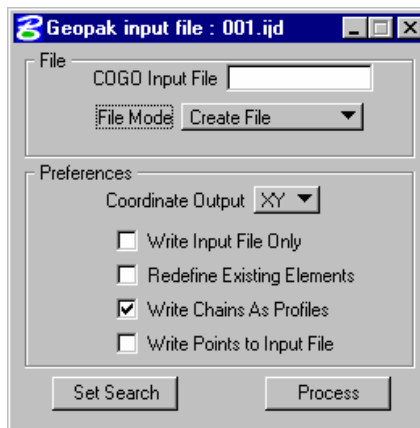 Geopak input file : 001.ijd
File
COGO Input File
File Mode Create File
Preferences
Coordinate Output XY
Write Input File Only
Redefine Existing Elements
Write Chains As Profiles
Write Points to Input File
Set Search Process